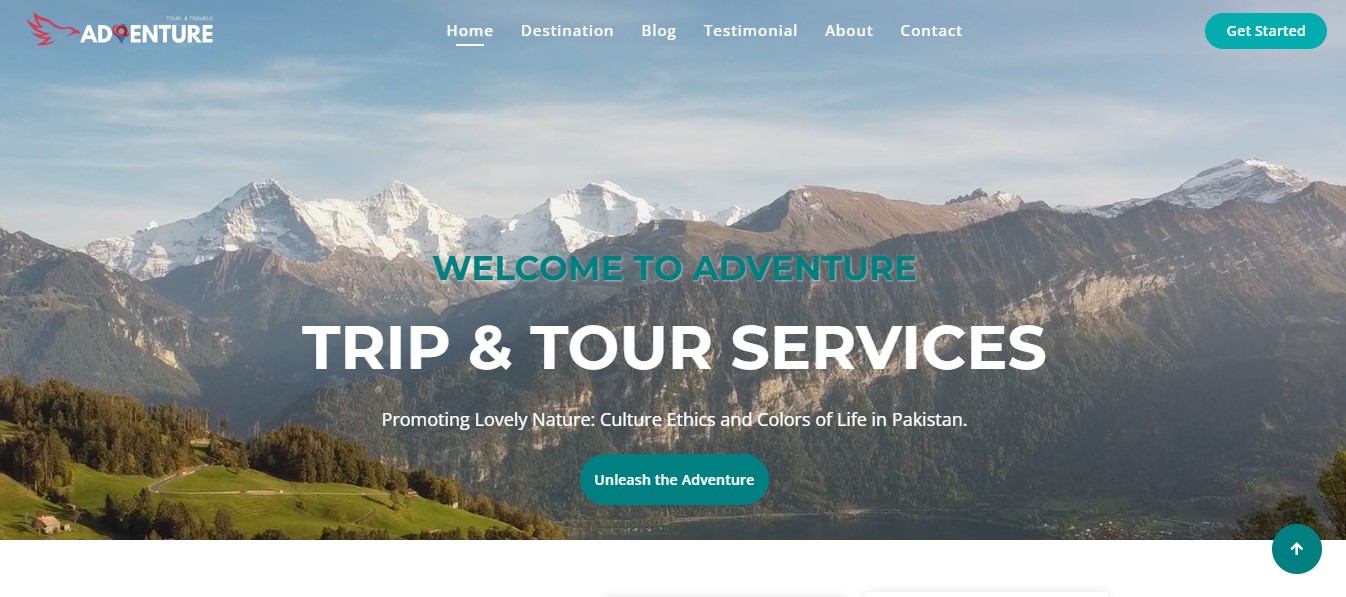 TOUR & TRAVELS
ADVENTURE
Home Destination Blog Testimonial About Contact
Get Started
WELCOME TO ADVENTURE
TRIP & TOUR SERVICES
Promoting Lovely Nature: Culture Ethics and Colors of Life in Pakistan.
Unleash the Adventure